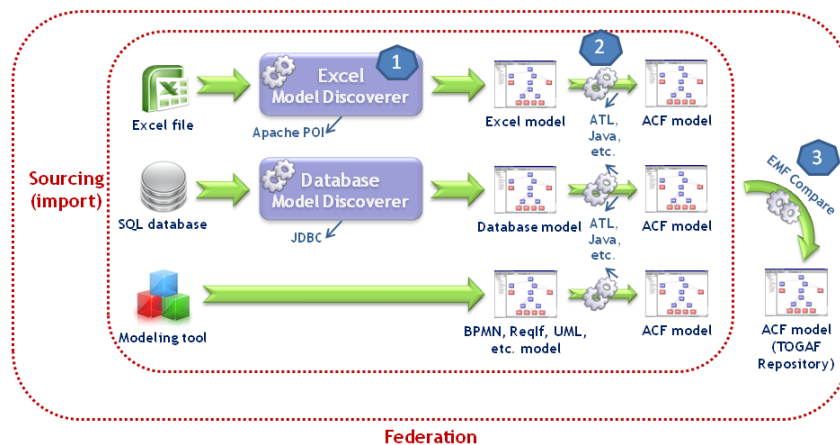 1
2
3
Excel
Model Discoverer
Excel file
Apache POI
Excel model
ATL,
Java,
etc.
ACF model
EMF Compare
Sourcing
(import)
Database
Model Discoverer
SQL database
JDBC
Database model
ATL,
Java,
etc.
ACF model
Modeling tool
BPMN, ReqIf, UML,
etc. model
ACF model
ACF model
(TOGAF
Repository)
Federation